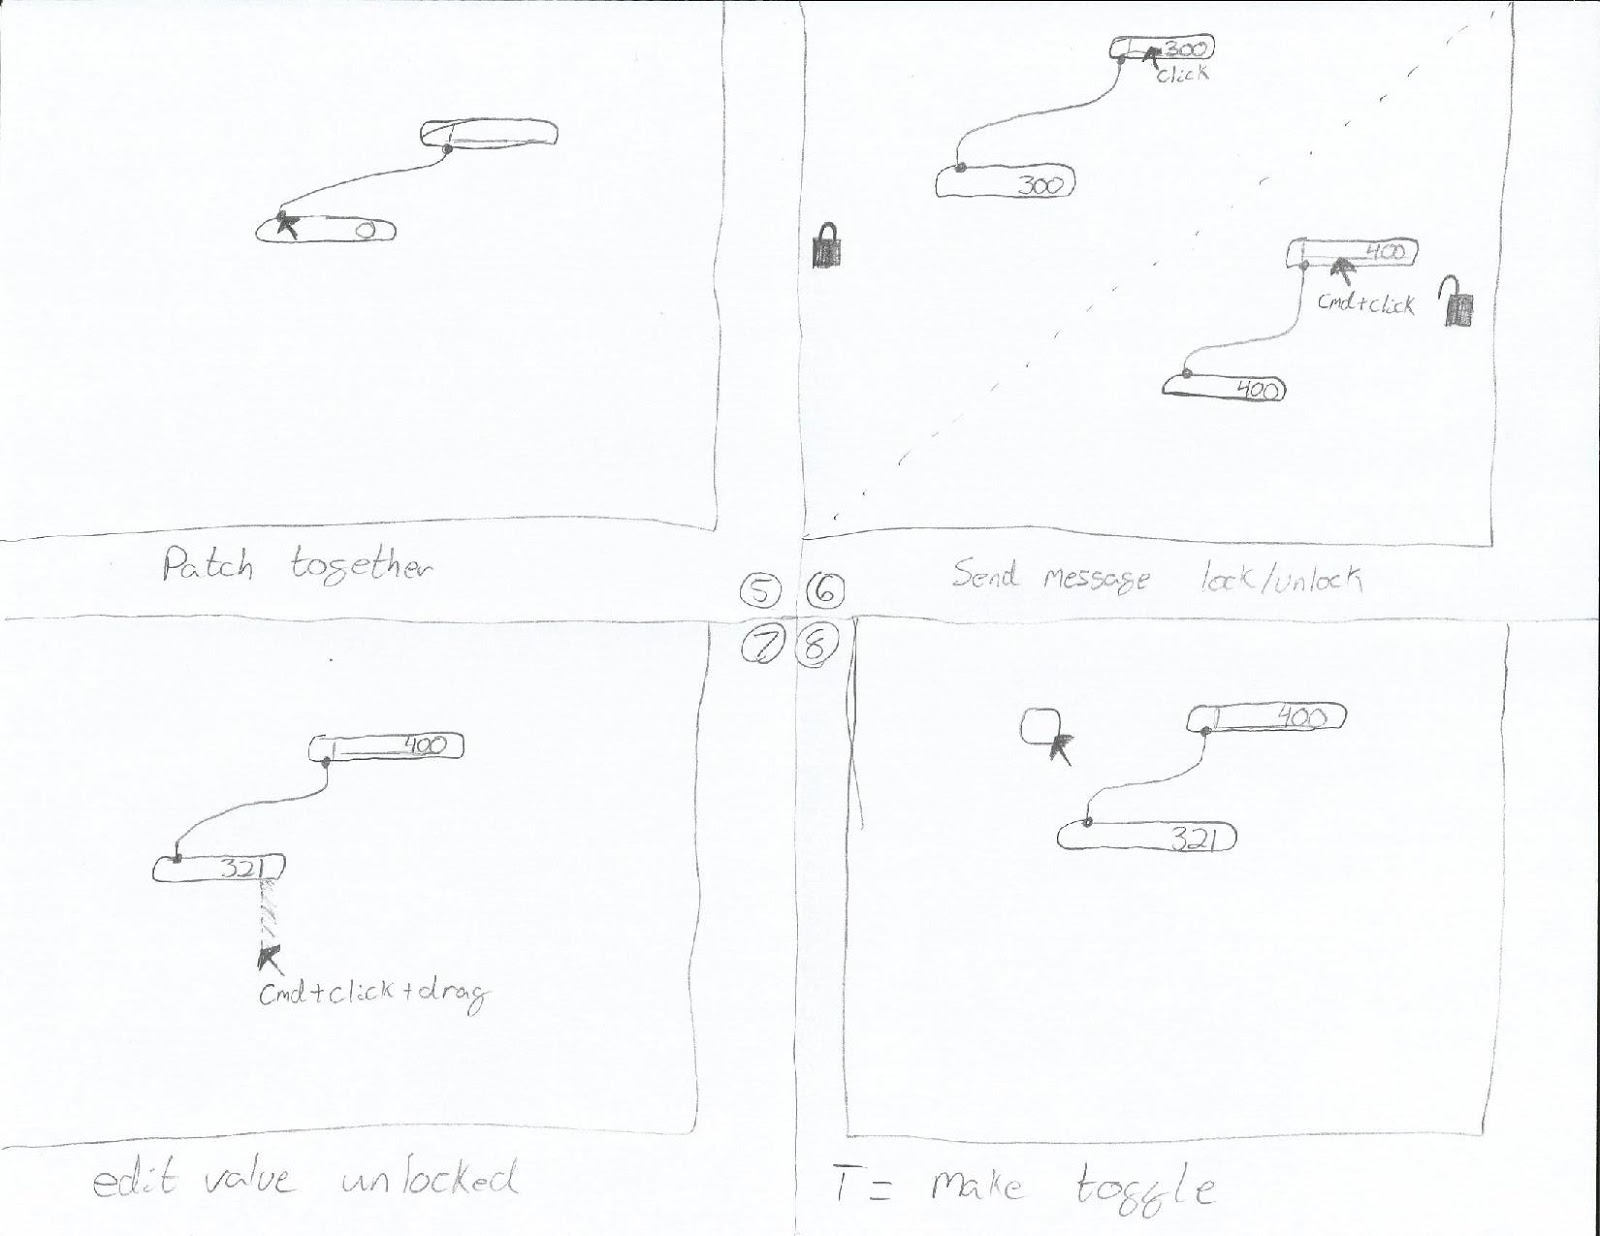 0
Patch together
5
300
click
300
400
cmd+click
400
Send message lock/unlock
6
7
400
321
cmd+click+drag
edit value unlocked
8
400
321
T = make toggle